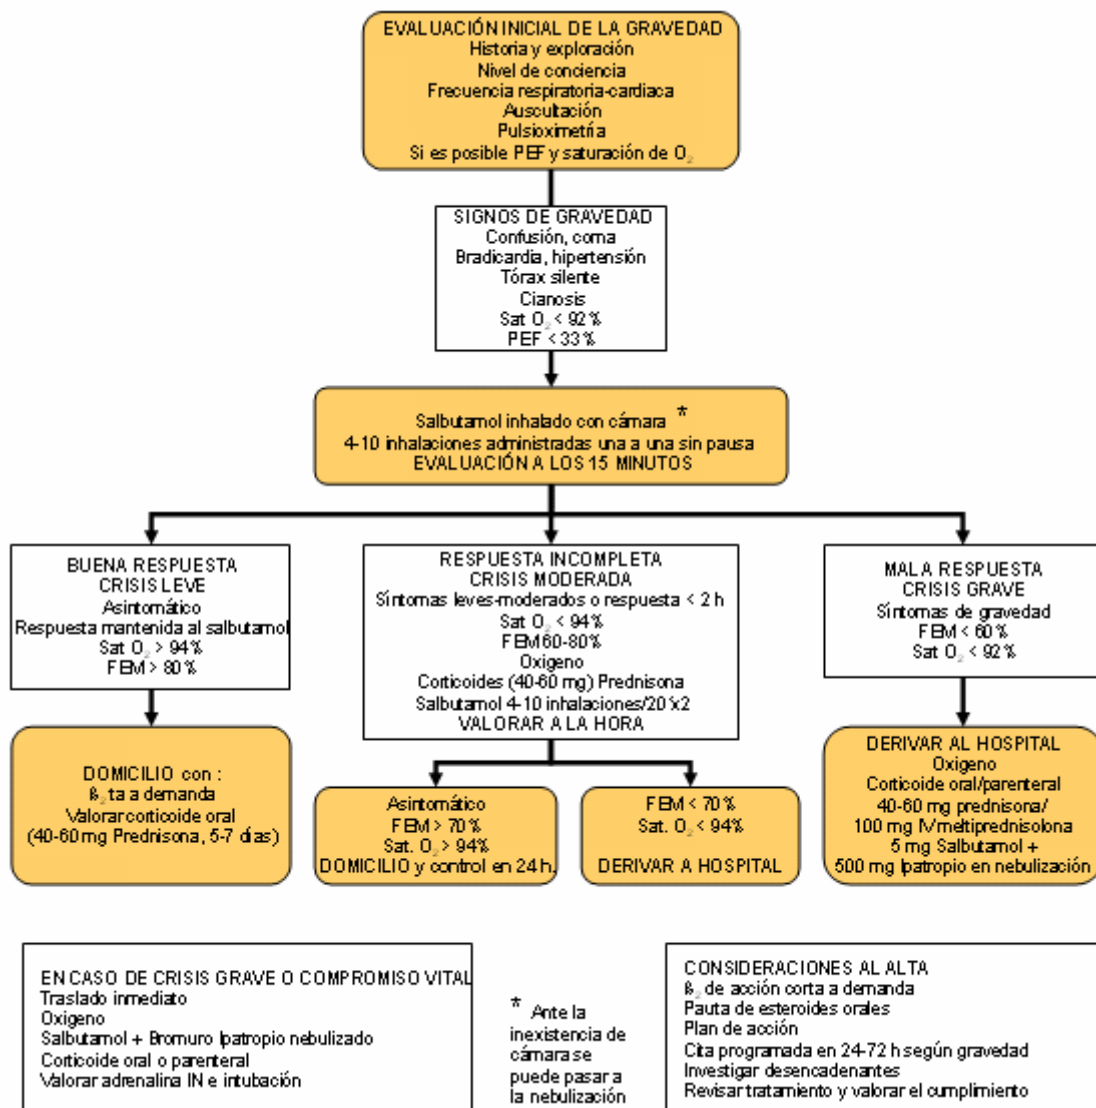 EVALUACIÓN INICIAL DE LA GRAVEDAD
Historia y exploración
Nivel de conciencia
Frecuencia respiratoria-cardiaca
Auscultación
Pulsioximetría
Si es posible PEF y saturación de O₂
SIGNOS DE GRAVEDAD
Confusión, coma
Bradicardia, hipertensión
Tórax silente
Cianosis
Sat O₂ < 92%
PEF < 33%
Salbutamol inhalado con cámara *
4-10 inhalaciones administradas una a una sin pausa
EVALUACIÓN A LOS 15 MINUTOS
BUENA RESPUESTA
CRISIS LEVE
Asintomático
Respuesta mantenida al salbutamol
Sat O₂ > 94%
FEM > 80%
RESPUESTA INCOMPLETA
CRISIS MODERADA
Síntomas leves-moderados o respuesta < 2 h
Sat O₂ < 94%
FEM 60-80%
Oxigeno
Corticoides (40-60 mg) Prednisona
Salbutamol 4-10 inhalaciones/20'x2
VALORAR A LA HORA
MALA RESPUESTA
CRISIS GRAVE
Síntomas de gravedad
FEM < 60%
Sat O₂ < 92%
DOMICILIO con :
ß₂ ta a demanda
Valorar corticoide oral
(40-60 mg Prednisona, 5-7 días)
Asintomático
FEM > 70%
Sat. O₂ > 94%
DOMICILIO y control en 24 h.
FEM < 70%
Sat. O₂ < 94%
DERIVAR A HOSPITAL
DERIVAR AL HOSPITAL
Oxigeno
Corticoide oral/parenteral
40-60 mg prednisona/
100 mg IV metiprednisolona
5 mg Salbutamol +
500 mg Ipatropio en nebulización
EN CASO DE CRISIS GRAVE O COMPROMISO VITAL
Traslado inmediato
Oxigeno
Salbutamol + Bromuro Ipatropio nebulizado
Corticoide oral o parenteral
Valorar adrenalina IN e intubación
* Ante la
inexistencia de
cámara se
puede pasar a
la nebulización
CONSIDERACIONES AL ALTA
ß₂ de acción corta a demanda
Pauta de esteroides orales
Plan de acción
Cita programada en 24-72 h según gravedad
Investigar desencadenantes
Revisar tratamiento y valorar el cumplimiento